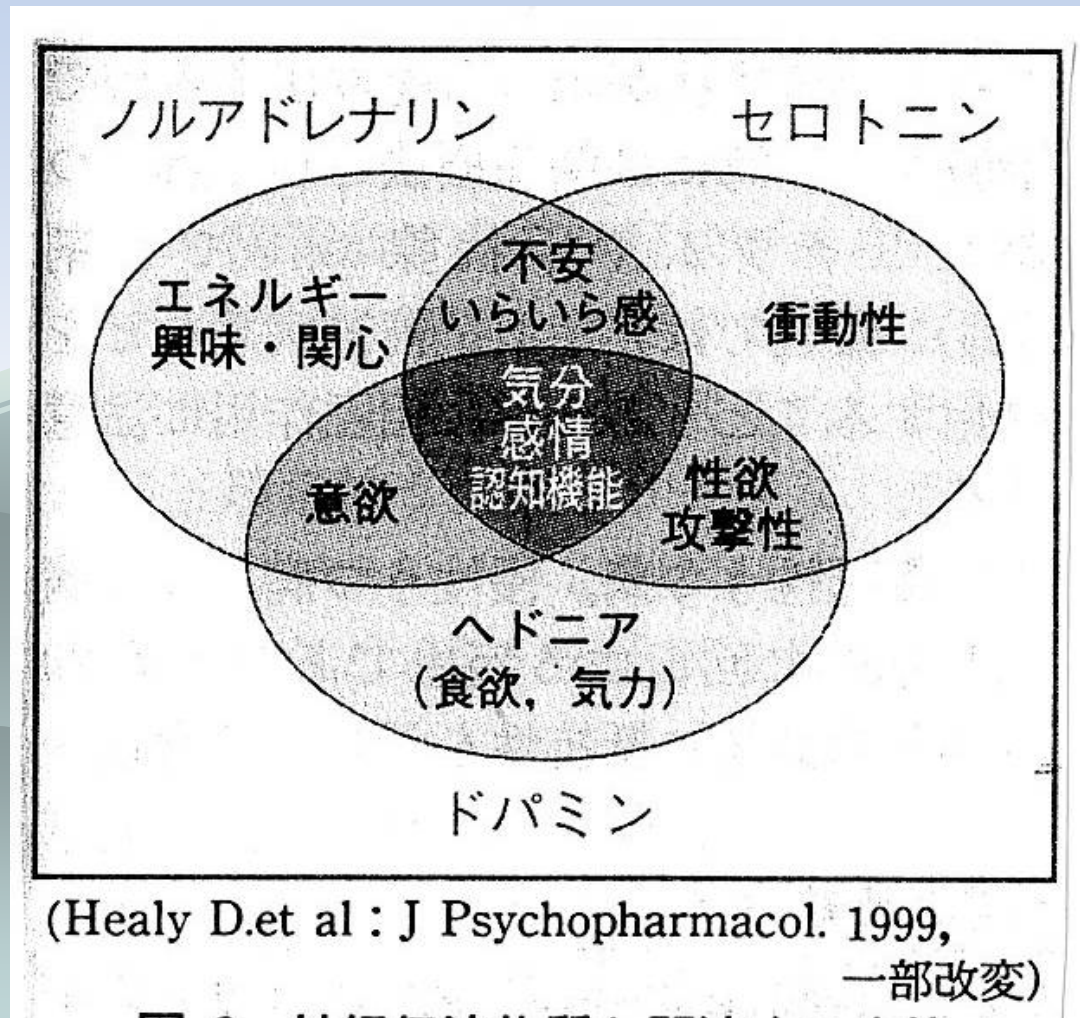 ノルアドレナリン
セロトニン
不安
いらいら感
エネルギー
興味・関心
衝動性
気分
感情
認知機能
意欲
性欲
攻撃性
ヘドニア
(食欲，気力)
ドパミン
(Healy D.et al : J Psychopharmacol. 1999,
一部改変)